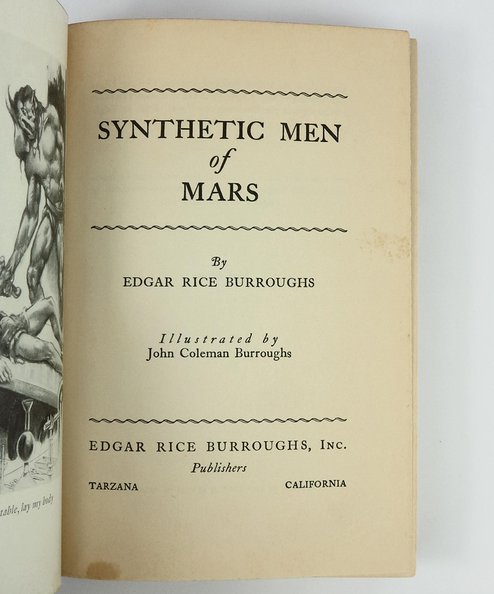 SYNTHETIC MEN
of
MARS
By
EDGAR RICE BURROUGHS
Illustrated by
John Coleman Burroughs
EDGAR RICE BURROUGHS, INC.
Publishers
TARZANA CALIFORNIA
table, lay my body